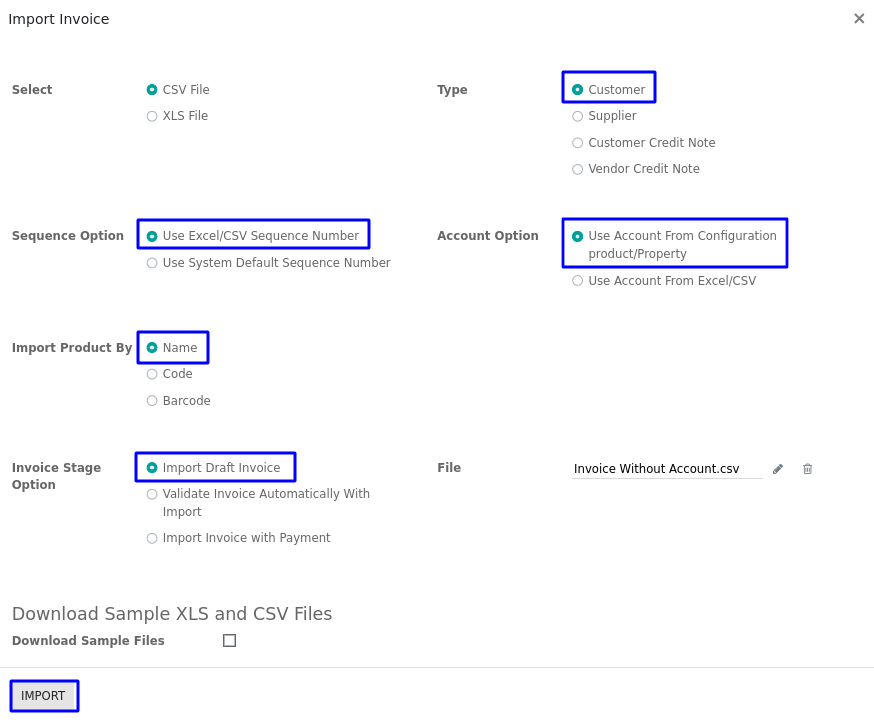 Import Invoice
Select
CSV File
XLS File
Type
Customer
Supplier
Customer Credit Note
Vendor Credit Note
Sequence Option
Use Excel/CSV Sequence Number
Use System Default Sequence Number
Account Option
Use Account From Configuration
product/Property
Use Account From Excel/CSV
Import Product By
Name
Code
Barcode
Invoice Stage
Option
Import Draft Invoice
Validate Invoice Automatically With
Import
Import Invoice with Payment
File
Invoice Without Account.csv
Download Sample XLS and CSV Files
Download Sample Files
IMPORT